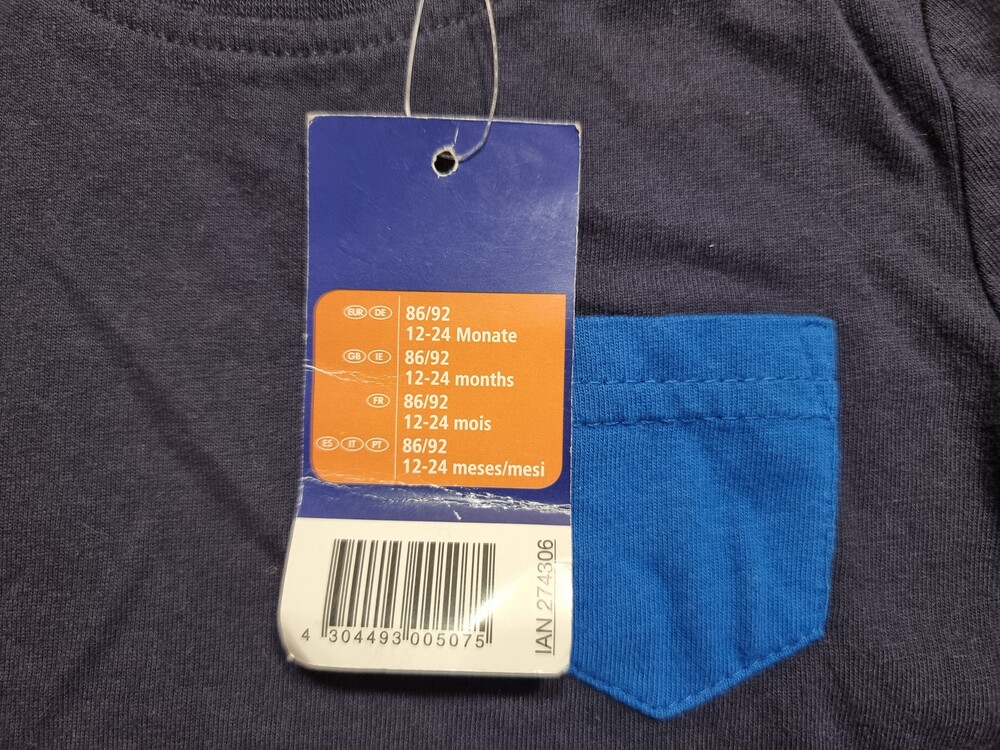 EUR DE 86/92
12-24 Monate
GB IE 86/92
12-24 months
FR 86/92
12-24 mois
ES IT PT 86/92
12-24 meses/mesi
4 304493 005075
IAN 274306